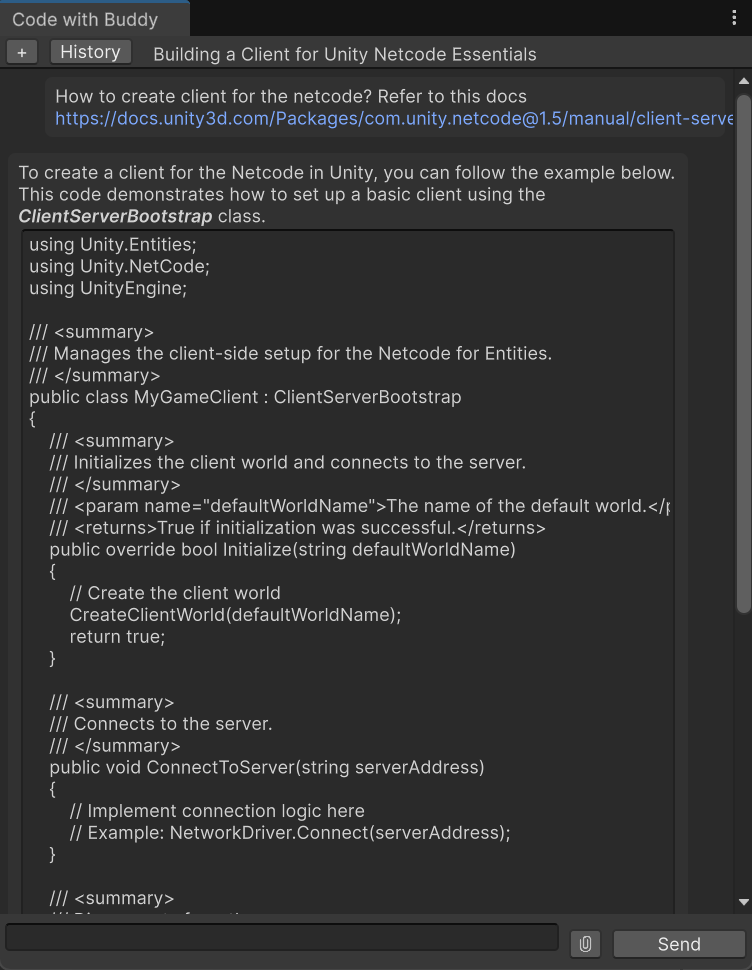 Code with Buddy
+
History
Building a Client for Unity Netcode Essentials
How to create client for the netcode? Refer to this docs
https://docs.unity3d.com/Packages/com.unity.netcode@1.5/manual/client-serve
To create a client for the Netcode in Unity, you can follow the example below.
This code demonstrates how to set up a basic client using the
ClientServerBootstrap class.
using Unity.Entities;
using Unity.NetCode;
using UnityEngine;
/// <summary>
/// Manages the client-side setup for the Netcode for Entities.
/// </summary>
public class MyGameClient : ClientServerBootstrap
{
/// <summary>
/// Initializes the client world and connects to the server.
/// </summary>
/// <param name="defaultWorldName">The name of the default world.</p
/// <returns>True if initialization was successful.</returns>
public override bool Initialize(string defaultWorldName)
{
// Create the client world
CreateClientWorld(defaultWorldName);
return true;
}
/// <summary>
/// Connects to the server.
/// </summary>
public void ConnectToServer(string serverAddress)
{
// Implement connection logic here
// Example: NetworkDriver.Connect(serverAddress);
}
/// <summary>
Send